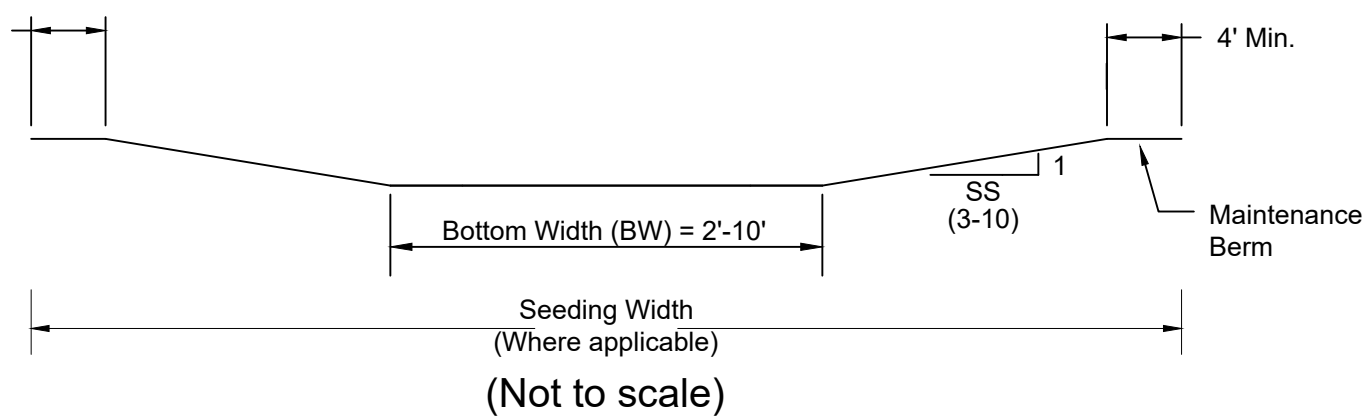 4' Min.
1
SS
(3-10)
Maintenance
Berm
Bottom Width (BW) = 2'-10'
Seeding Width
(Where applicable)
(Not to scale)